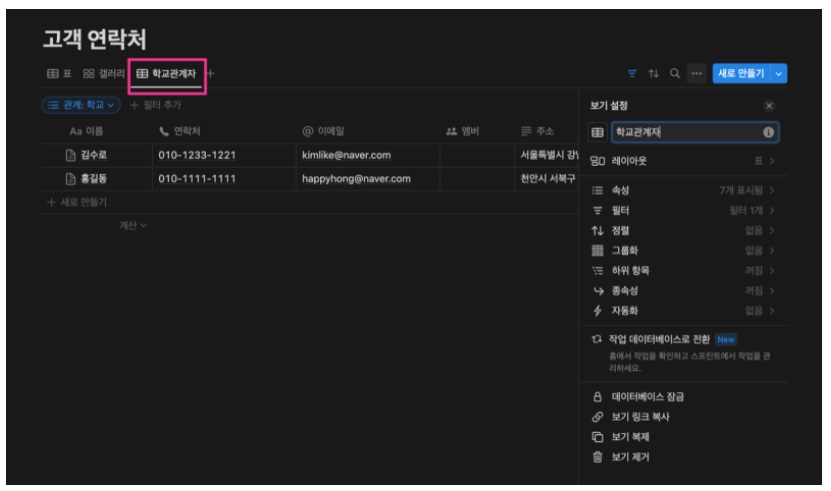 고객 연락처
표 갤러리 학교관계자 + 새로 만들기
관계: 학교 + 필터 추가
Aa 이름 연락처 @ 이메일 멤버 주소
김수로 010-1233-1221 kimlike@naver.com 서울특별시
홍길동 010-1111-1111 happyhong@naver.com 천안시 서북구
+ 새로 만들기
계산
보기 설정
학교관계자
레이아웃 표
속성 7개 표시됨
필터 필터 1개
정렬 없음
그룹화 없음
하위 항목 꺼짐
종속성 꺼짐
자동화 없음
작업 데이터베이스로 전환 New
홈에서 작업을 확인하고 스프린트에서 작업을 관
리하세요.
데이터베이스 잠금
보기 링크 복사
보기 복제
보기 제거